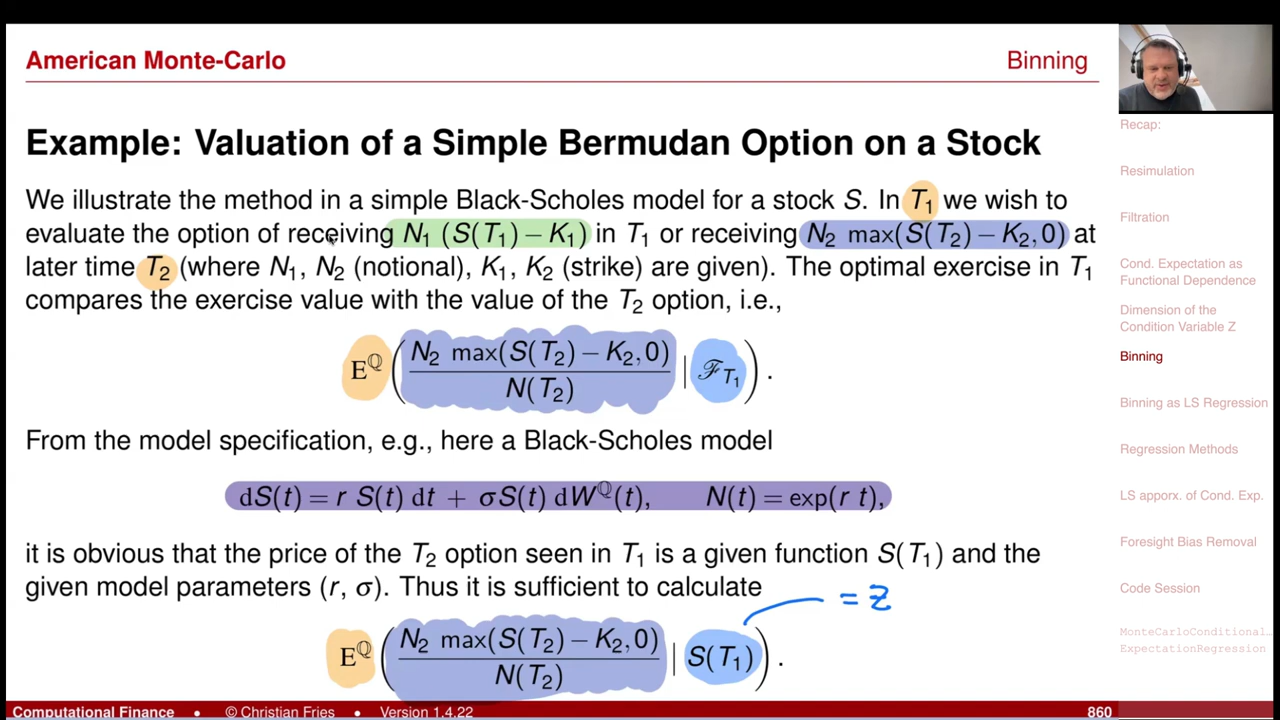 American Monte-Carlo
Binning
Example: Valuation of a Simple Bermudan Option on a Stock
We illustrate the method in a simple Black-Scholes model for a stock S. In T₁ we wish to
evaluate the option of receiving N₁ (S(T₁) − K₁) in T₁ or receiving N₂ max(S(T₂) − K₂, 0) at
later time T₂ (where N₁, N₂ (notional), K₁, K₂ (strike) are given). The optimal exercise in T₁
compares the exercise value with the value of the T₂ option, i.e.,
E^ℚ ( N₂ max(S(T₂) − K₂, 0) / N(T₂) | ℱ_T₁ ) .
From the model specification, e.g., here a Black-Scholes model
dS(t) = r S(t) dt + σS(t) dW^ℚ(t), N(t) = exp(r t),
it is obvious that the price of the T₂ option seen in T₁ is a given function S(T₁) and the
given model parameters (r, σ). Thus it is sufficient to calculate
= Z
E^ℚ ( N₂ max(S(T₂) − K₂, 0) / N(T₂) | S(T₁) ) .
Recap:
Resimulation
Filtration
Cond. Expectation as
Functional Dependence
Dimension of the
Condition Variable Z
Binning
Binning as LS Regression
Regression Methods
LS apporx. of Cond. Exp.
Foresight Bias Removal
Code Session
MonteCarloConditional…
ExpectationRegression
Computational Finance • © Christian Fries • Version 1.4.22
860